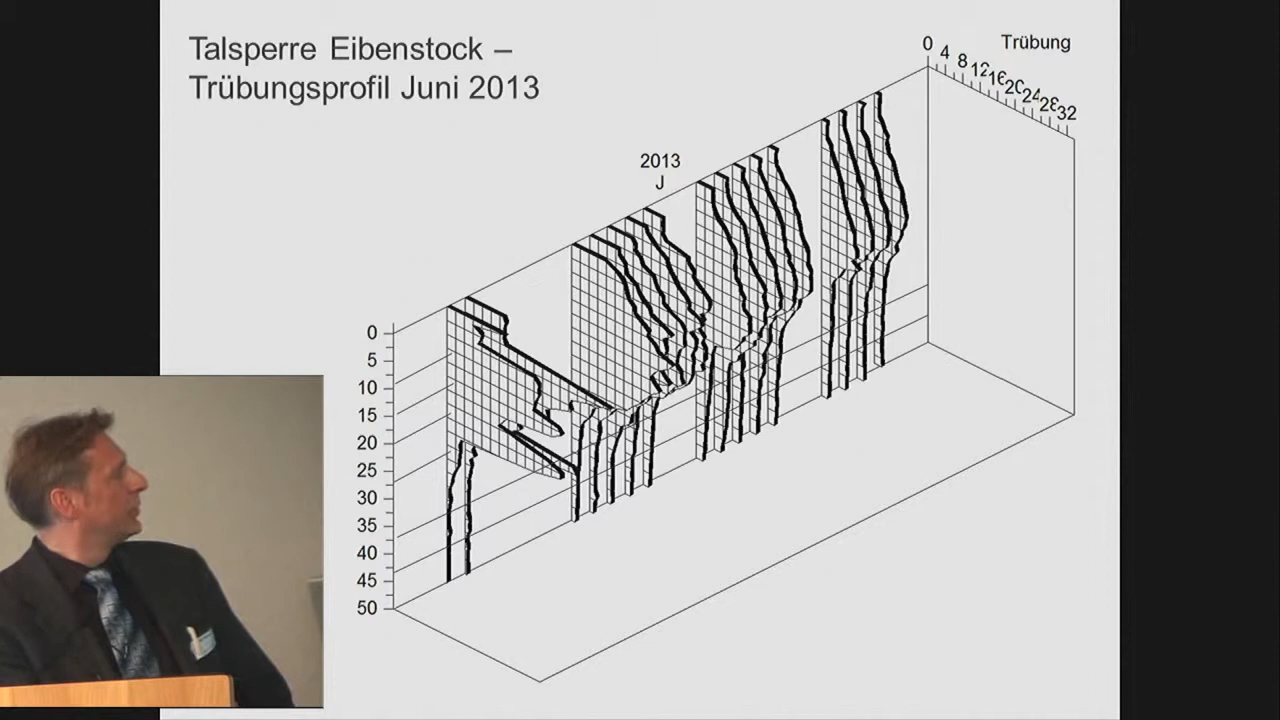 Talsperre Eibenstock –
Trübungsprofil Juni 2013
0 4 8 12 16 20 24 28 32
Trübung
2013
J
0
5
10
15
20
25
30
35
40
45
50